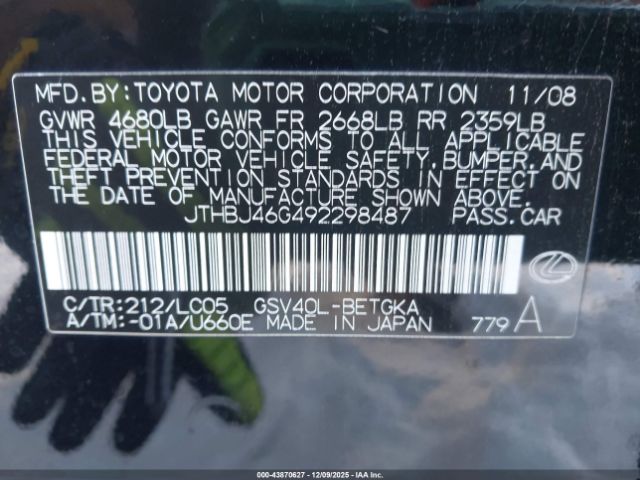 MFD.BY:TOYOTA MOTOR CORPORATION 11/08
GVWR 4680LB GAWR FR 2668LB RR 2359LB
THIS VEHICLE CONFORMS TO ALL APPLICABLE
FEDERAL MOTOR VEHICLE SAFETY,BUMPER,AND
THEFT PREVENTION STANDARDS IN EFFECT ON
THE DATE OF MANUFACTURE SHOWN ABOVE.
JTHBJ46G492298487 PASS.CAR
C/TR:212/LC05 GSV40L-BETGKA
A/TM:-01A/U660E MADE IN JAPAN 779 A
000-43870627 - 12/09/2025 - IAAI.COM